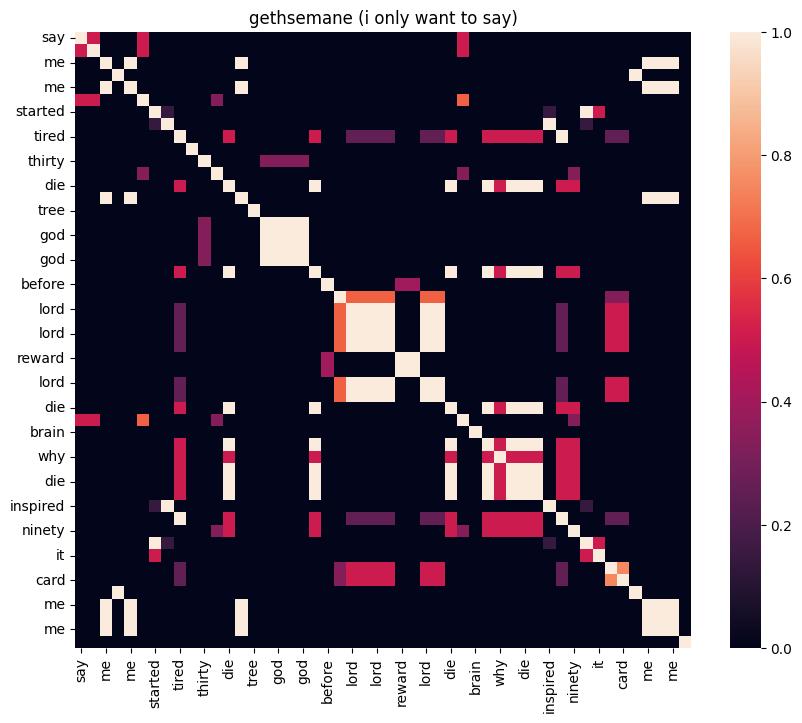 gethsemane (i only want to say)
say
me
me
started
tired
thirty
die
tree
god
god
before
lord
lord
reward
lord
die
brain
why
die
inspired
ninety
it
card
me
me
say
me
me
started
tired
thirty
die
tree
god
god
before
lord
lord
reward
lord
die
brain
why
die
inspired
ninety
it
card
me
me
1.0
0.8
0.6
0.4
0.2
0.0